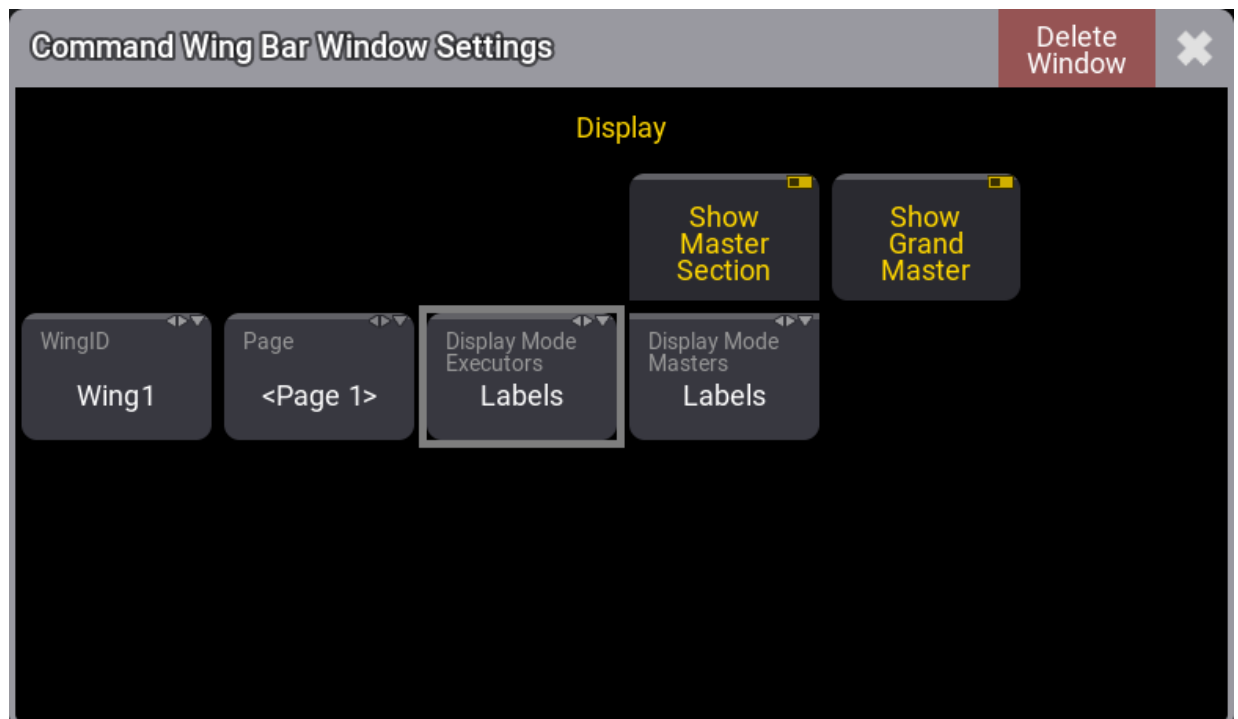 Command Wing Bar Window Settings
Delete
Window
Display
Show
Master
Section
Show
Grand
Master
WingID
Wing1
Page
<Page 1>
Display Mode
Executors
Labels
Display Mode
Masters
Labels